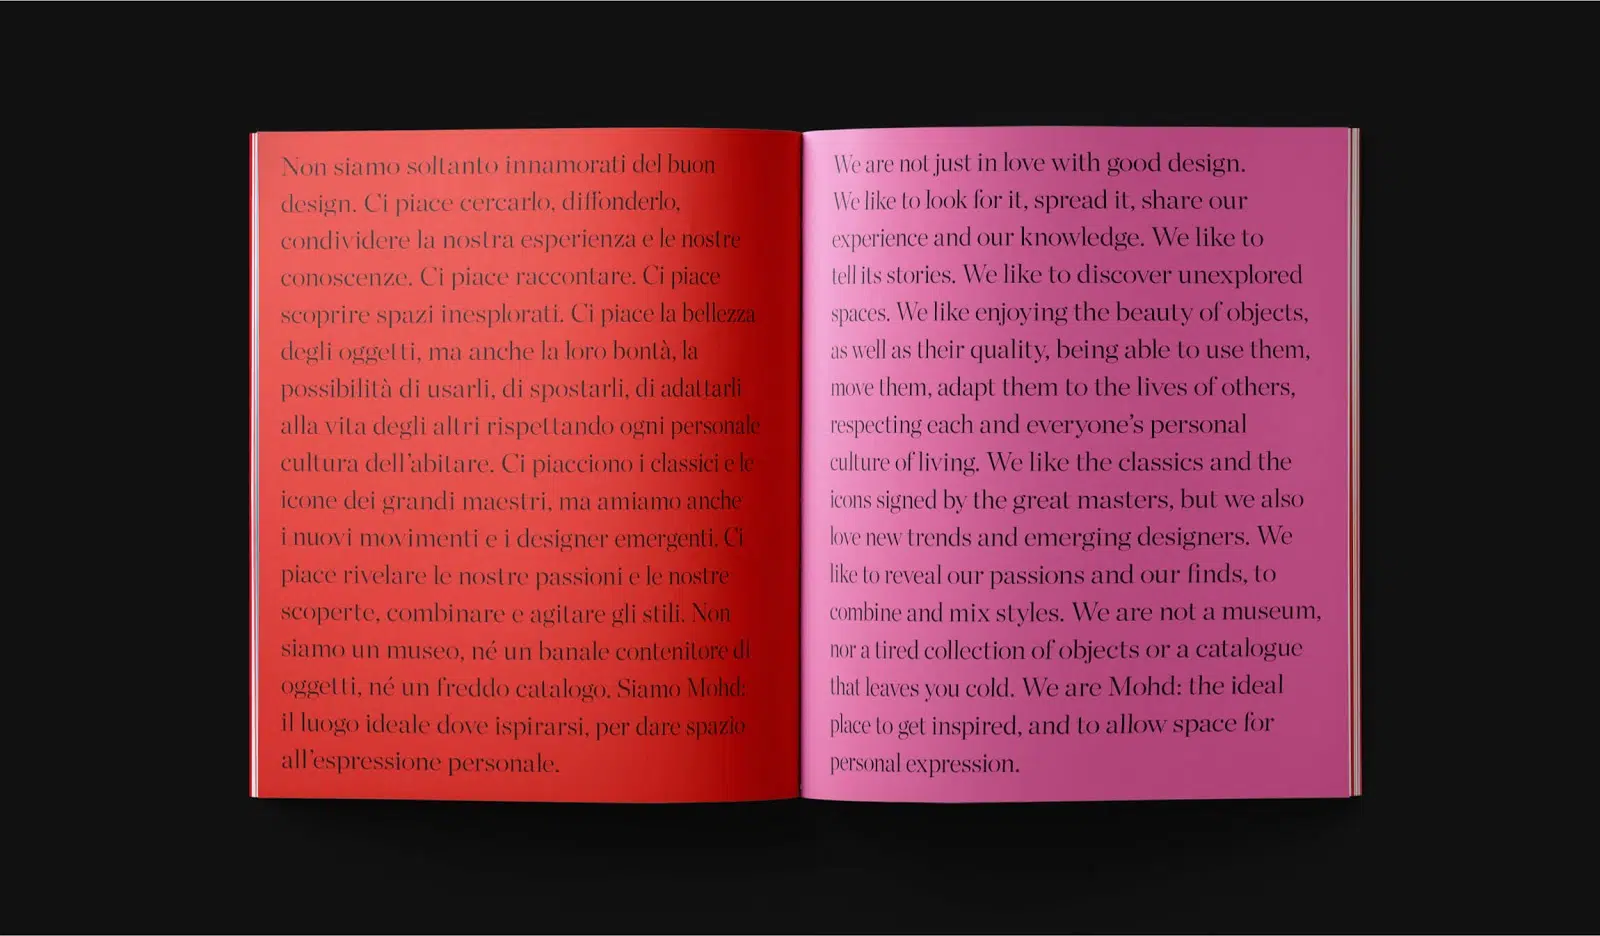 Non siamo soltanto innamorati del buon
design. Ci piace cercarlo, diffonderlo,
condividere la nostra esperienza e le nostre
conoscenze. Ci piace raccontare. Ci piace
scoprire spazi inesplorati. Ci piace la bellezza
degli oggetti, ma anche la loro bontà, la
possibilità di usarli, di spostarli, di adattarli
alla vita degli altri rispettando ogni personale
cultura dell’abitare. Ci piacciono i classici e le
icone dei grandi maestri, ma amiamo anche
i nuovi movimenti e i designer emergenti. Ci
piace rivelare le nostre passioni e le nostre
scoperte, combinare e agitare gli stili. Non
siamo un museo, né un banale contenitore di
oggetti, né un freddo catalogo. Siamo Mohd:
il luogo ideale dove ispirarsi, per dare spazio
all’espressione personale.
We are not just in love with good design.
We like to look for it, spread it, share our
experience and our knowledge. We like to
tell its stories. We like to discover unexplored
spaces. We like enjoying the beauty of objects,
as well as their quality, being able to use them,
move them, adapt them to the lives of others,
respecting each and everyone’s personal
culture of living. We like the classics and the
icons signed by the great masters, but we also
love new trends and emerging designers. We
like to reveal our passions and our finds, to
combine and mix styles. We are not a museum,
nor a tired collection of objects or a catalogue
that leaves you cold. We are Mohd: the ideal
place to get inspired, and to allow space for
personal expression.